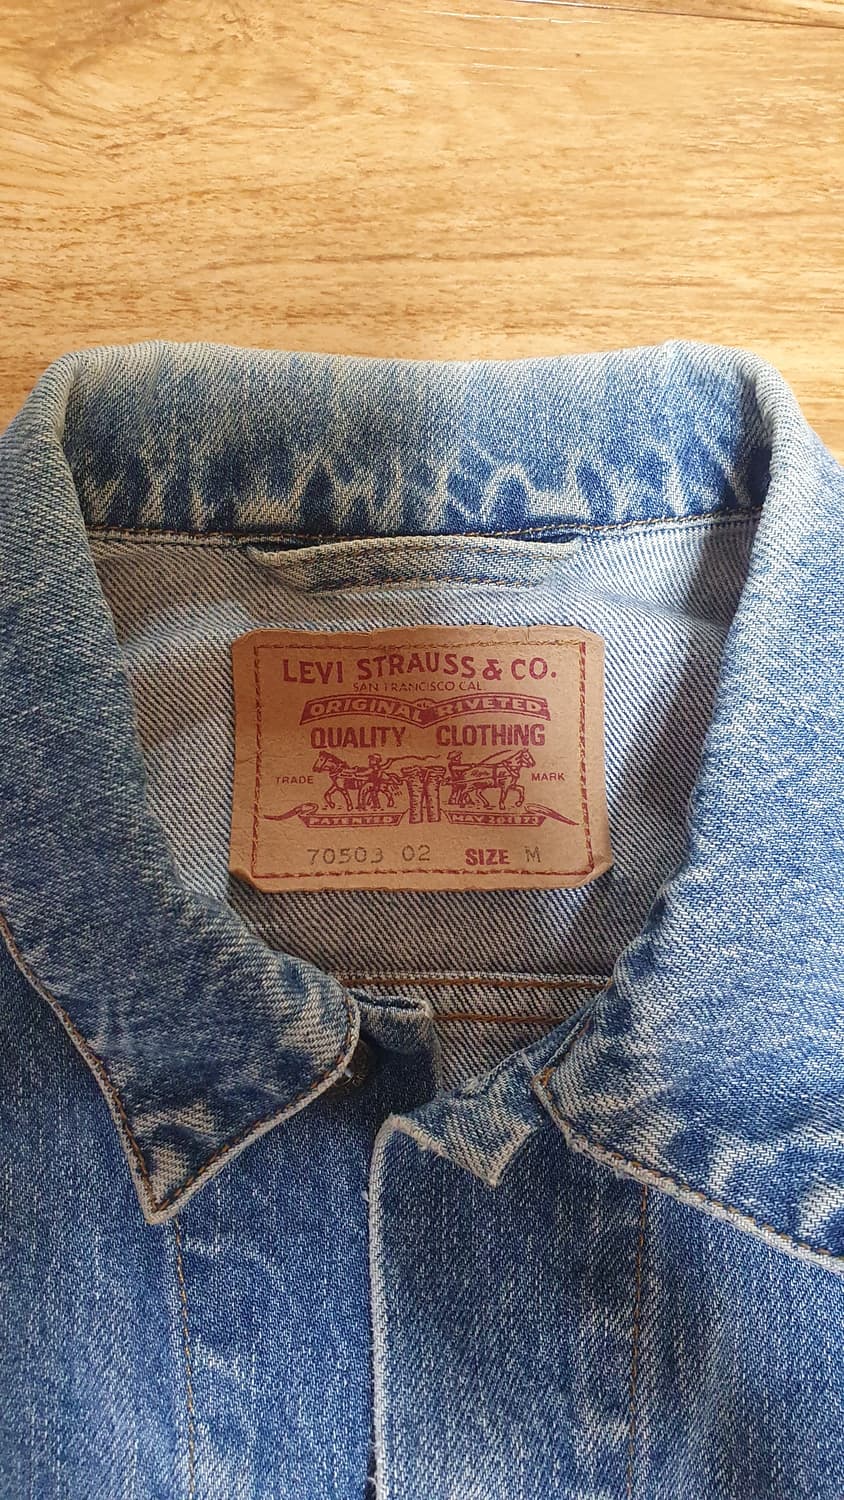 LEVI STRAUSS & CO.
SAN FRANCISCO CAL
ORIGINAL RIVETED
QUALITY CLOTHING
TRADE MARK
PATENTED MAY 20 1873
70503 02 SIZE M